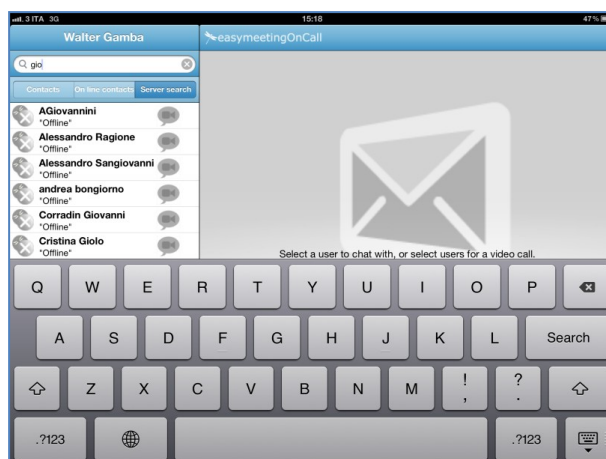 3 ITA 3G 15:18 47%
Walter Gamba
easymeetingOnCall
gio
Contacts On line contacts Server search
AGiovannini
"Offline"
Alessandro Ragione
"Offline"
Alessandro Sangiovanni
"Offline"
andrea bongiorno
"Offline"
Corradin Giovanni
"Offline"
Cristina Giolo
"Offline"
Select a user to chat with, or select users for a video call.
Q W E R T Y U I O P
A S D F G H J K L Search
Z X C V B N M ! , ? .
.?123 .?123